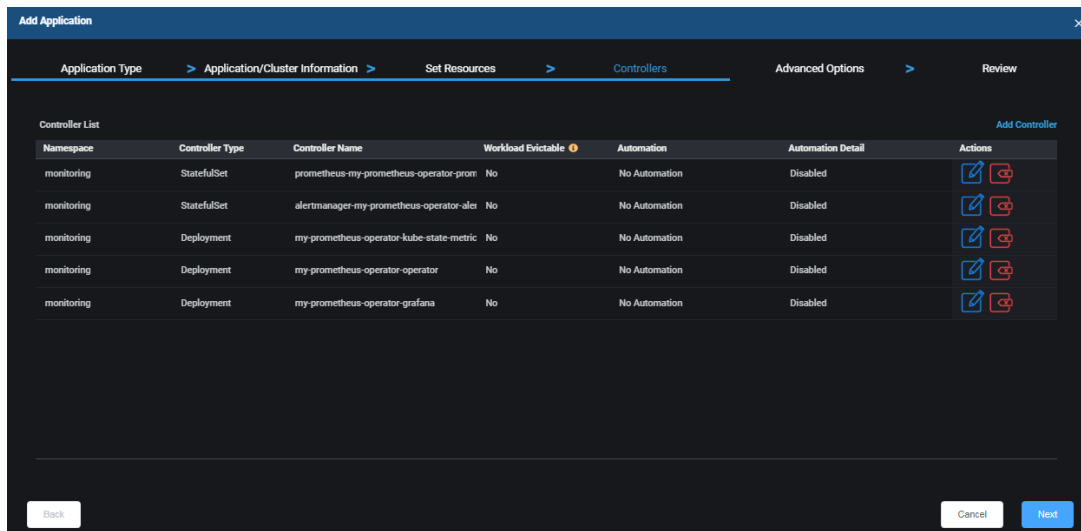 Add Application
Application Type > Application/Cluster Information > Set Resources > Controllers Advanced Options > Review
Controller List Add Controller
Namespace Controller Type Controller Name Workload Evictable Automation Automation Detail Actions
monitoring StatefulSet prometheus-my-prometheus-operator-prom No No Automation Disabled
monitoring StatefulSet alertmanager-my-prometheus-operator-aler No No Automation Disabled
monitoring Deployment my-prometheus-operator-kube-state-metric No No Automation Disabled
monitoring Deployment my-prometheus-operator-operator No No Automation Disabled
monitoring Deployment my-prometheus-operator-grafana No No Automation Disabled
Back Cancel Next